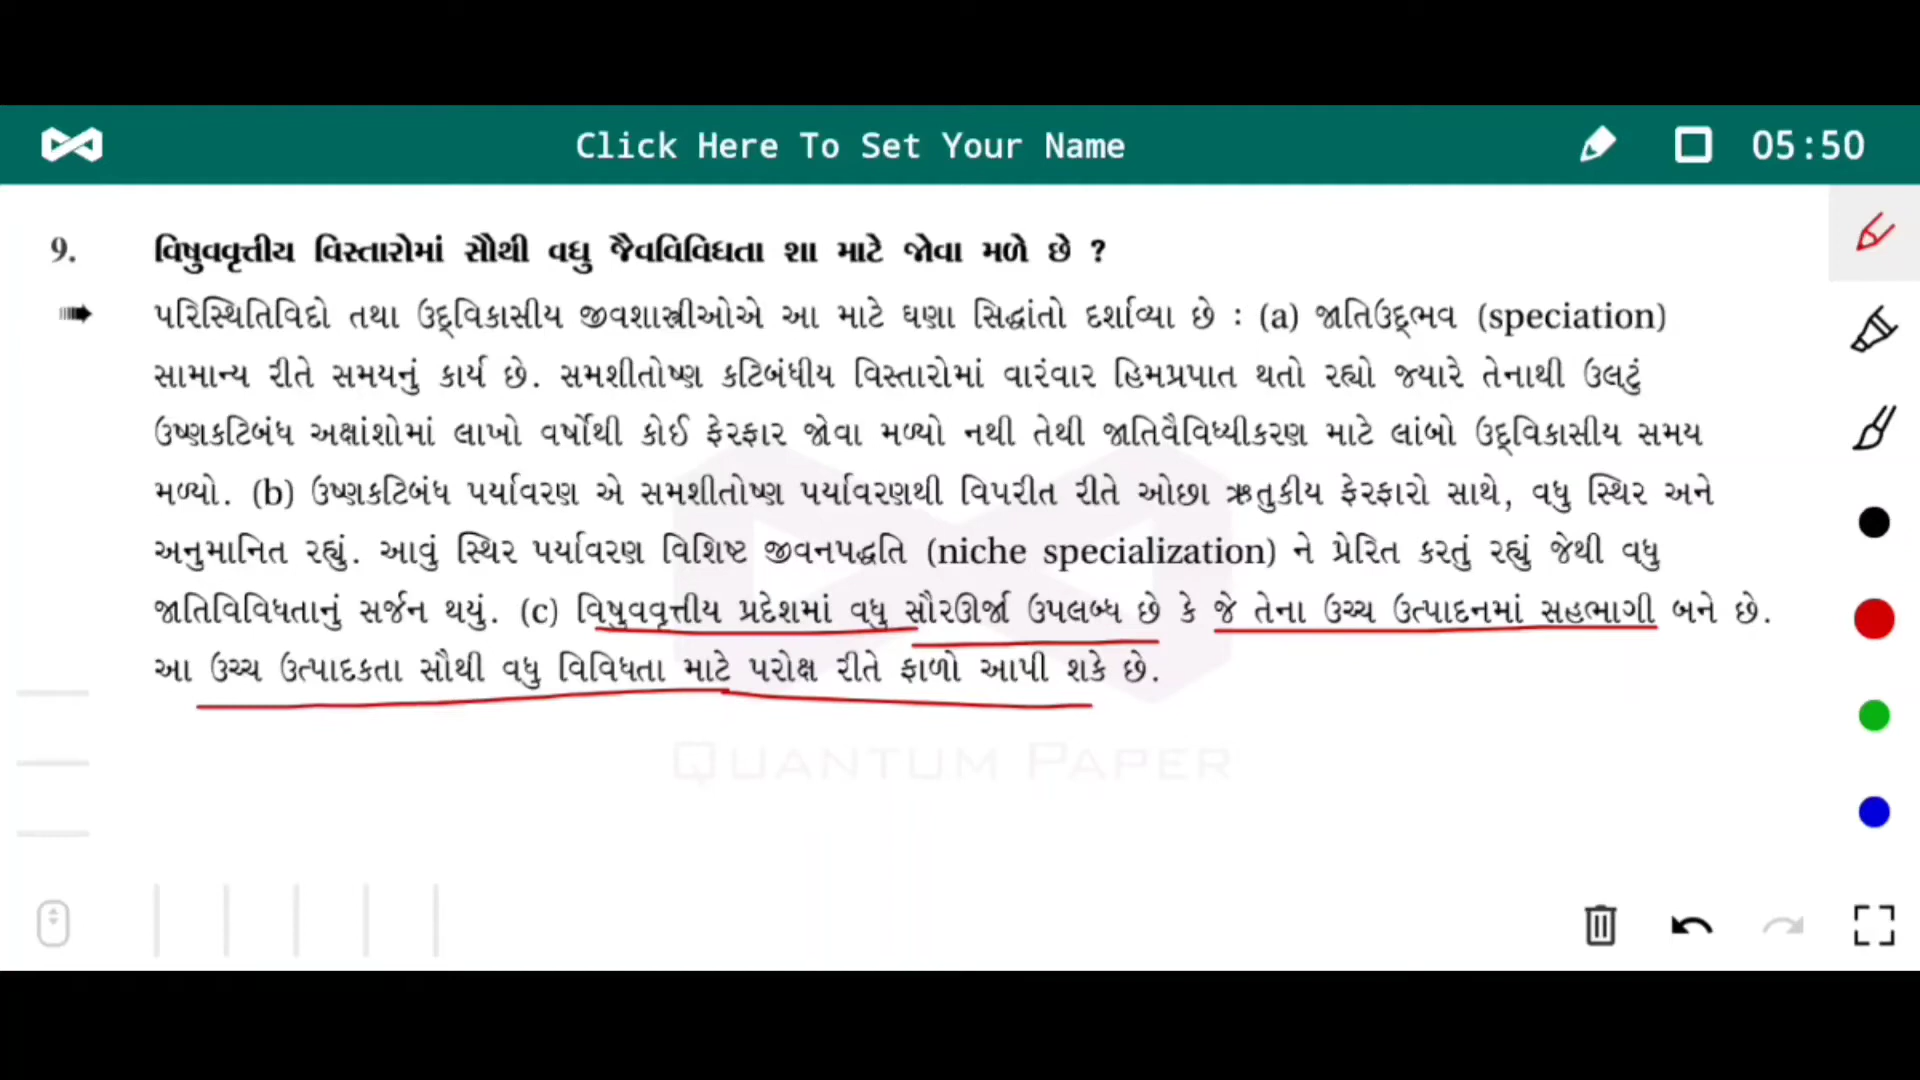 Click Here To Set Your Name
05:50
9. વિષુવવૃત્તીય વિસ્તારોમાં સૌથી વધુ જૈવવિવિધતા શા માટે જોવા મળે છે ?
પરિસ્થિતિવિદો તથા ઉદ્દવિકાસીય જીવશાસ્ત્રીઓએ આ માટે ઘણા સિદ્ધાંતો દર્શાવ્યા છે : (a) જાતિઉદ્દભવ (speciation)
સામાન્ય રીતે સમયનું કાર્ય છે. સમશીતોષ્ણ કટિબંધીય વિસ્તારોમાં વારંવાર હિમપ્રપાત થતો રહ્યો જ્યારે તેનાથી ઉલ્ટું
ઉષ્ણકટિબંધ અક્ષાંશોમાં લાખો વર્ષોથી કોઈ ફેરફાર જોવા મળ્યો નથી તેથી જાતિવૈવિધ્યીકરણ માટે લાંબો ઉદ્દવિકાસીય સમય
મળ્યો. (b) ઉષ્ણકટિબંધ પર્યાવરણ એ સમશીતોષ્ણ પર્યાવરણથી વિપરીત રીતે ઓછા ઋતુકીય ફેરફારો સાથે, વધુ સ્થિર અને
અનુમાનિત રહ્યું. આવું સ્થિર પર્યાવરણ વિશિષ્ટ જીવનપદ્ધતિ (niche specialization) ને પ્રેરિત કરતું રહ્યું જેથી વધુ
જાતિવિવિધતાનું સર્જન થયું. (c) વિષુવવૃત્તીય પ્રદેશમાં વધુ સૌરઊર્જા ઉપલબ્ધ છે કે જે તેના ઉચ્ચ ઉત્પાદનમાં સહભાગી બને છે.
આ ઉચ્ચ ઉત્પાદકતા સૌથી વધુ વિવિધતા માટે પરોક્ષ રીતે ફાળો આપી શકે છે.
QUANTUM PAPER